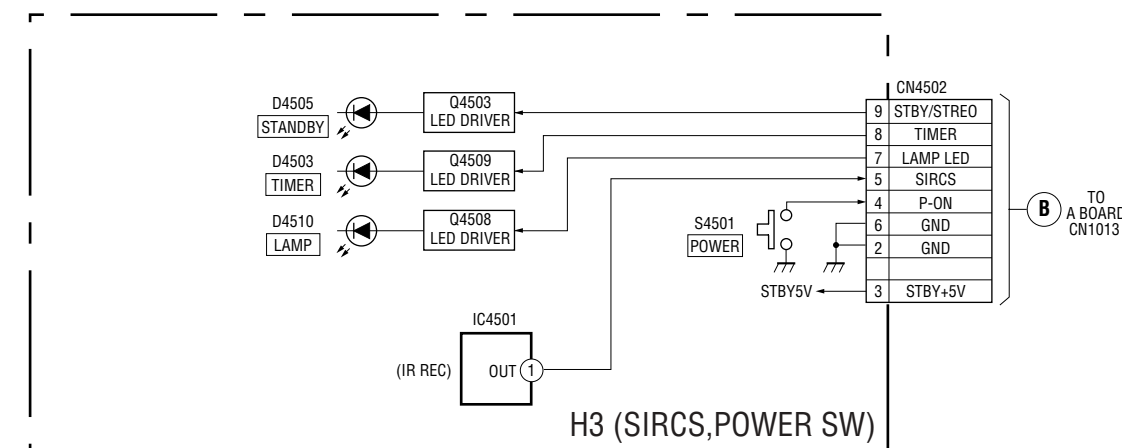 CN4502
D4505
STANDBY
Q4503
LED DRIVER
9 STBY/STREO
8 TIMER
7 LAMP LED
5 SIRCS
4 P-ON
6 GND
2 GND
3 STBY+5V
D4503
TIMER
Q4509
LED DRIVER
D4510
LAMP
Q4508
LED DRIVER
S4501
POWER
STBY5V
B
TO
A BOARD
CN1013
IC4501
(IR REC)
OUT 1
H3 (SIRCS,POWER SW)